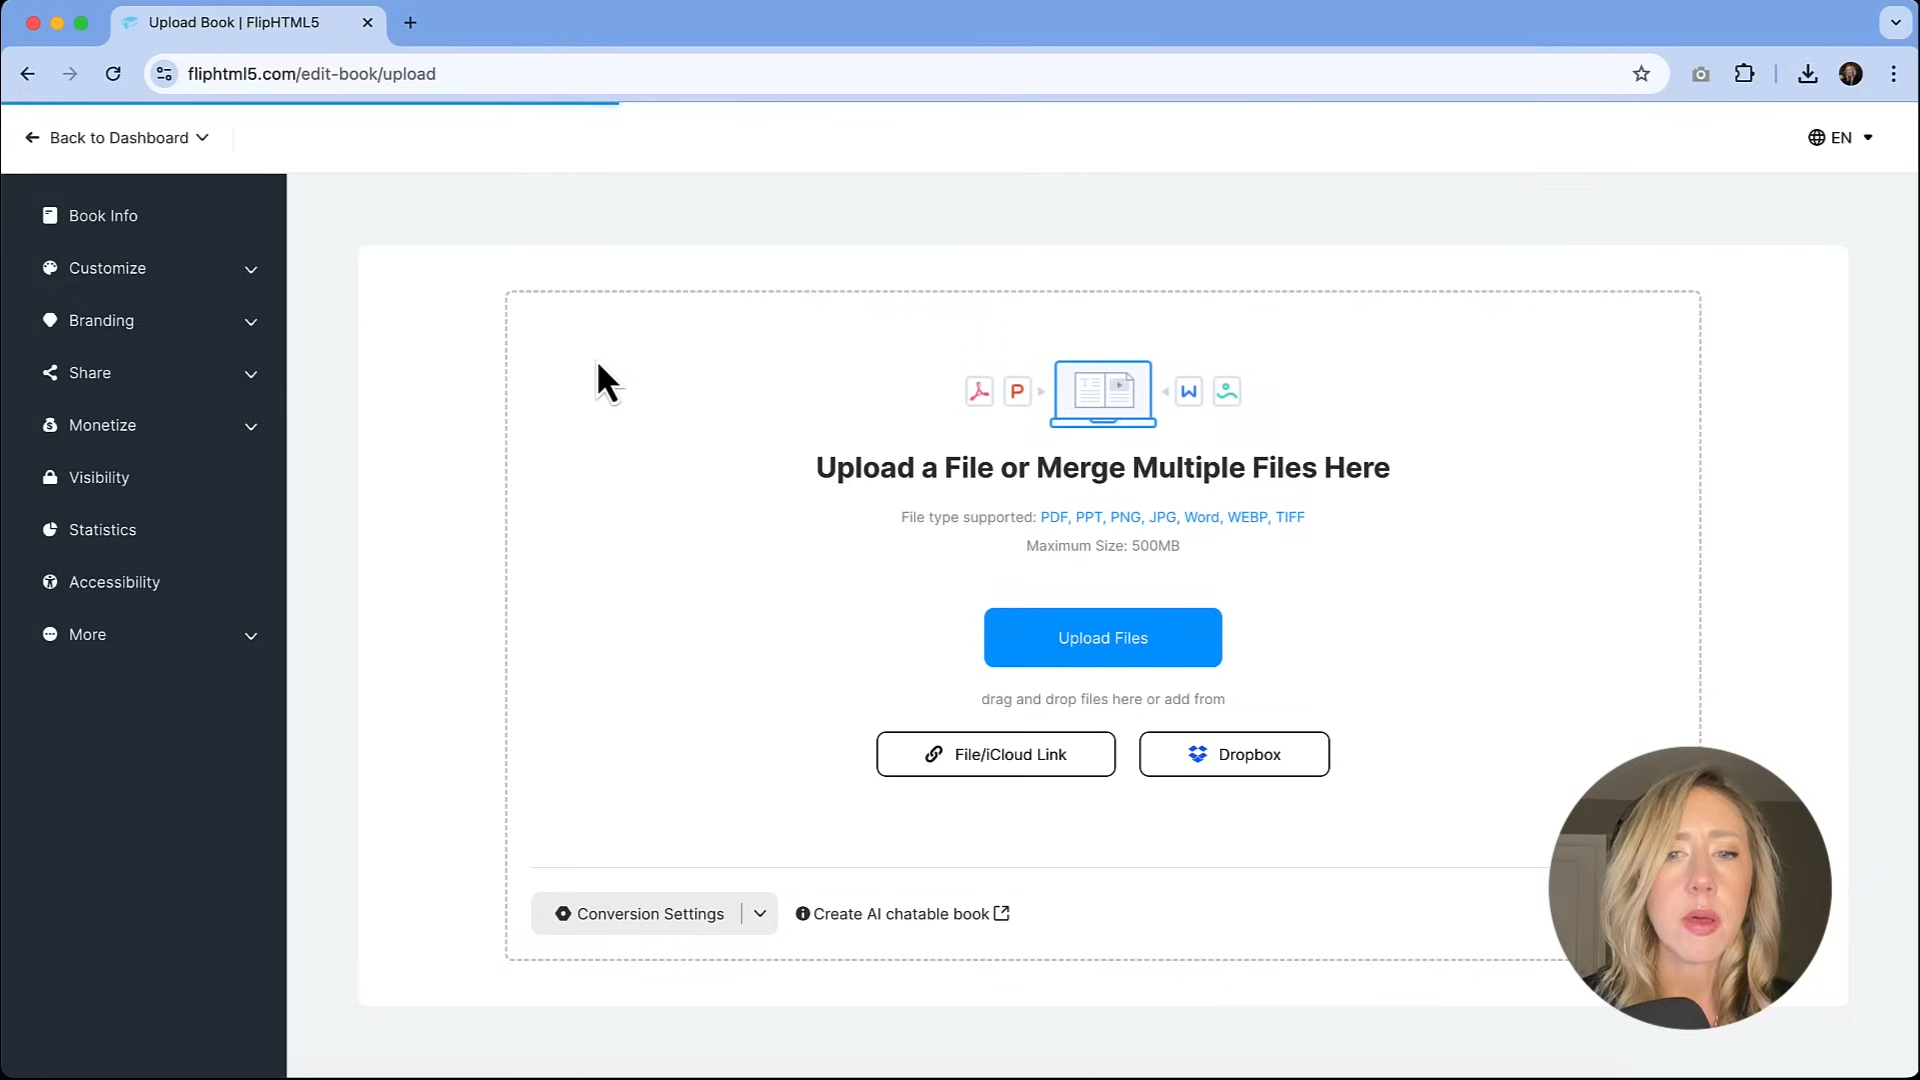 Upload Book | FlipHTML5
fliphtml5.com/edit-book/upload
Back to Dashboard
EN
Book Info
Customize
Branding
Share
Monetize
Visibility
Statistics
Accessibility
More
P
W
Upload a File or Merge Multiple Files Here
File type supported: PDF, PPT, PNG, JPG, Word, WEBP, TIFF
Maximum Size: 500MB
Upload Files
drag and drop files here or add from
File/iCloud Link
Dropbox
Conversion Settings
Create AI chatable book